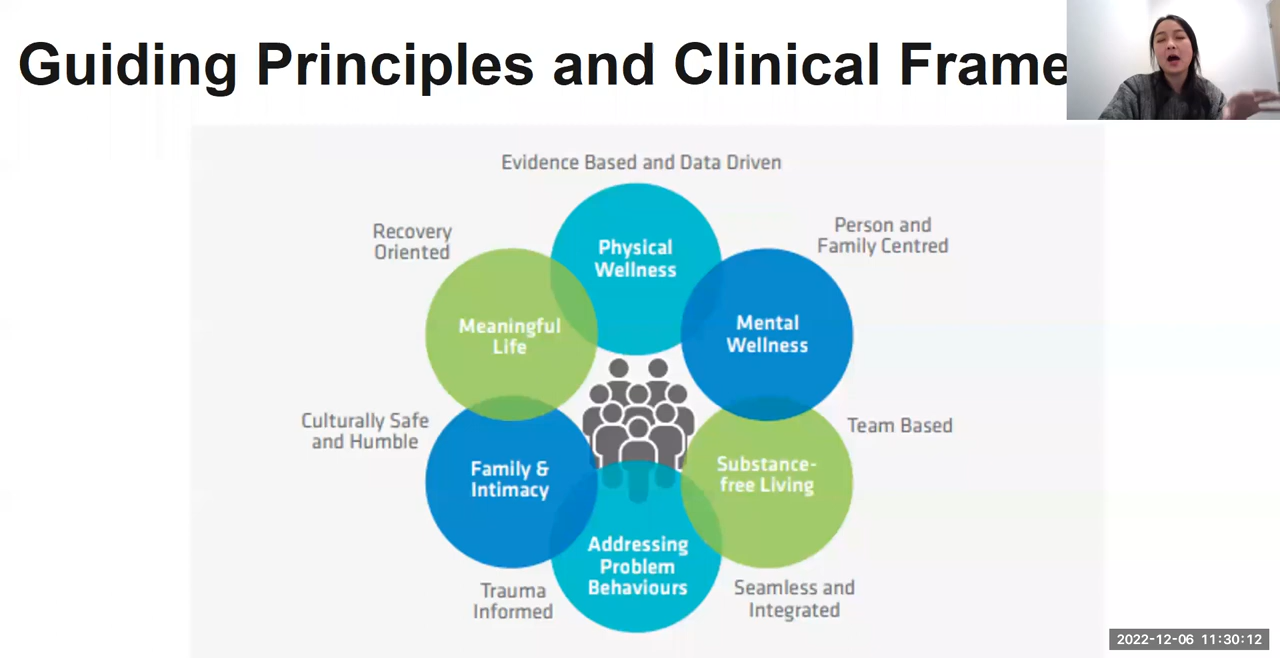 Guiding Principles and Clinical Frame
Evidence Based and Data Driven
Recovery
Oriented
Person and
Family Centred
Physical
Wellness
Meaningful
Life
Mental
Wellness
Culturally Safe
and Humble
Team Based
Family &
Intimacy
Substance-
free Living
Addressing
Problem
Behaviours
Trauma
Informed
Seamless and
Integrated
2022-12-06 11:30:12